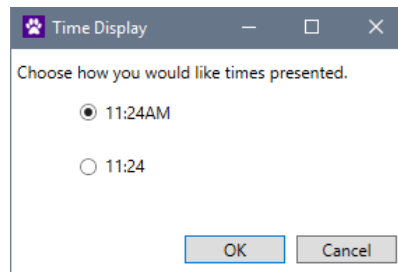 Time Display
Choose how you would like times presented.
11:24AM
11:24
OK Cancel